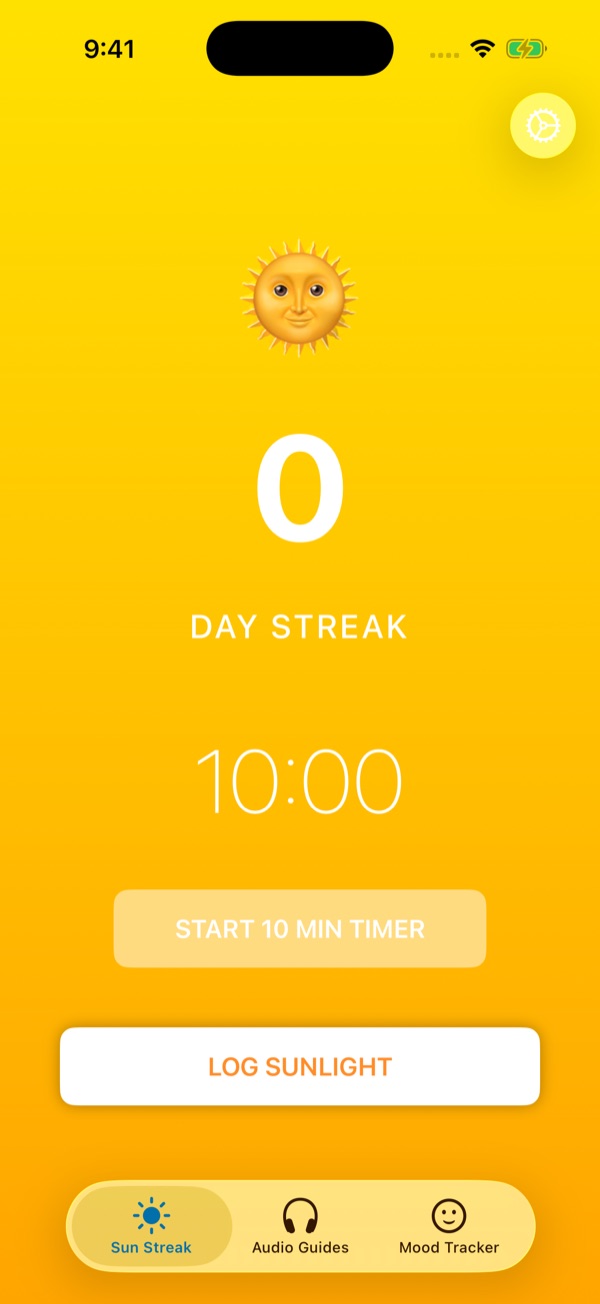 9:41
0
DAY STREAK
10:00
START 10 MIN TIMER
LOG SUNLIGHT
Sun Streak
Audio Guides
Mood Tracker